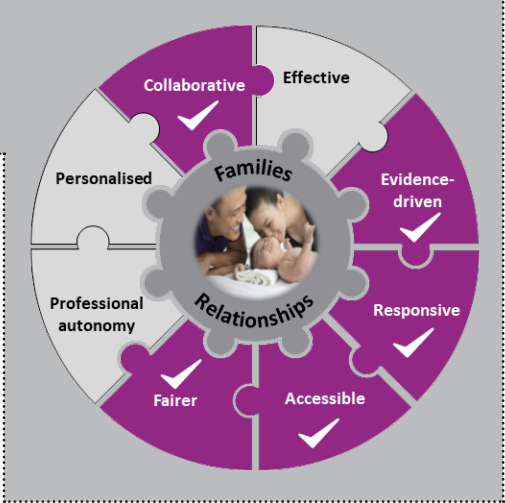 Collaborative
Effective
Personalised
Evidence-
driven
Families
Relationships
Professional
autonomy
Responsive
Fairer
Accessible